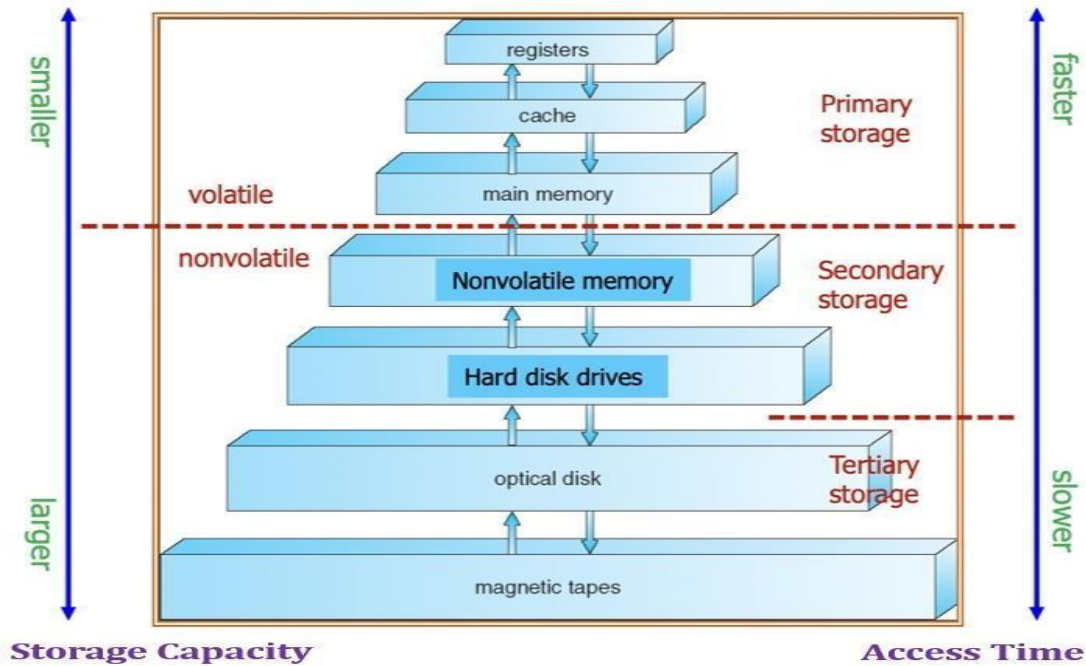 registers
smaller
faster
cache
Primary
storage
main memory
volatile
nonvolatile
Nonvolatile memory
Secondary
storage
Hard disk drives
optical disk
Tertiary
storage
larger
slower
magnetic tapes
Storage Capacity
Access Time